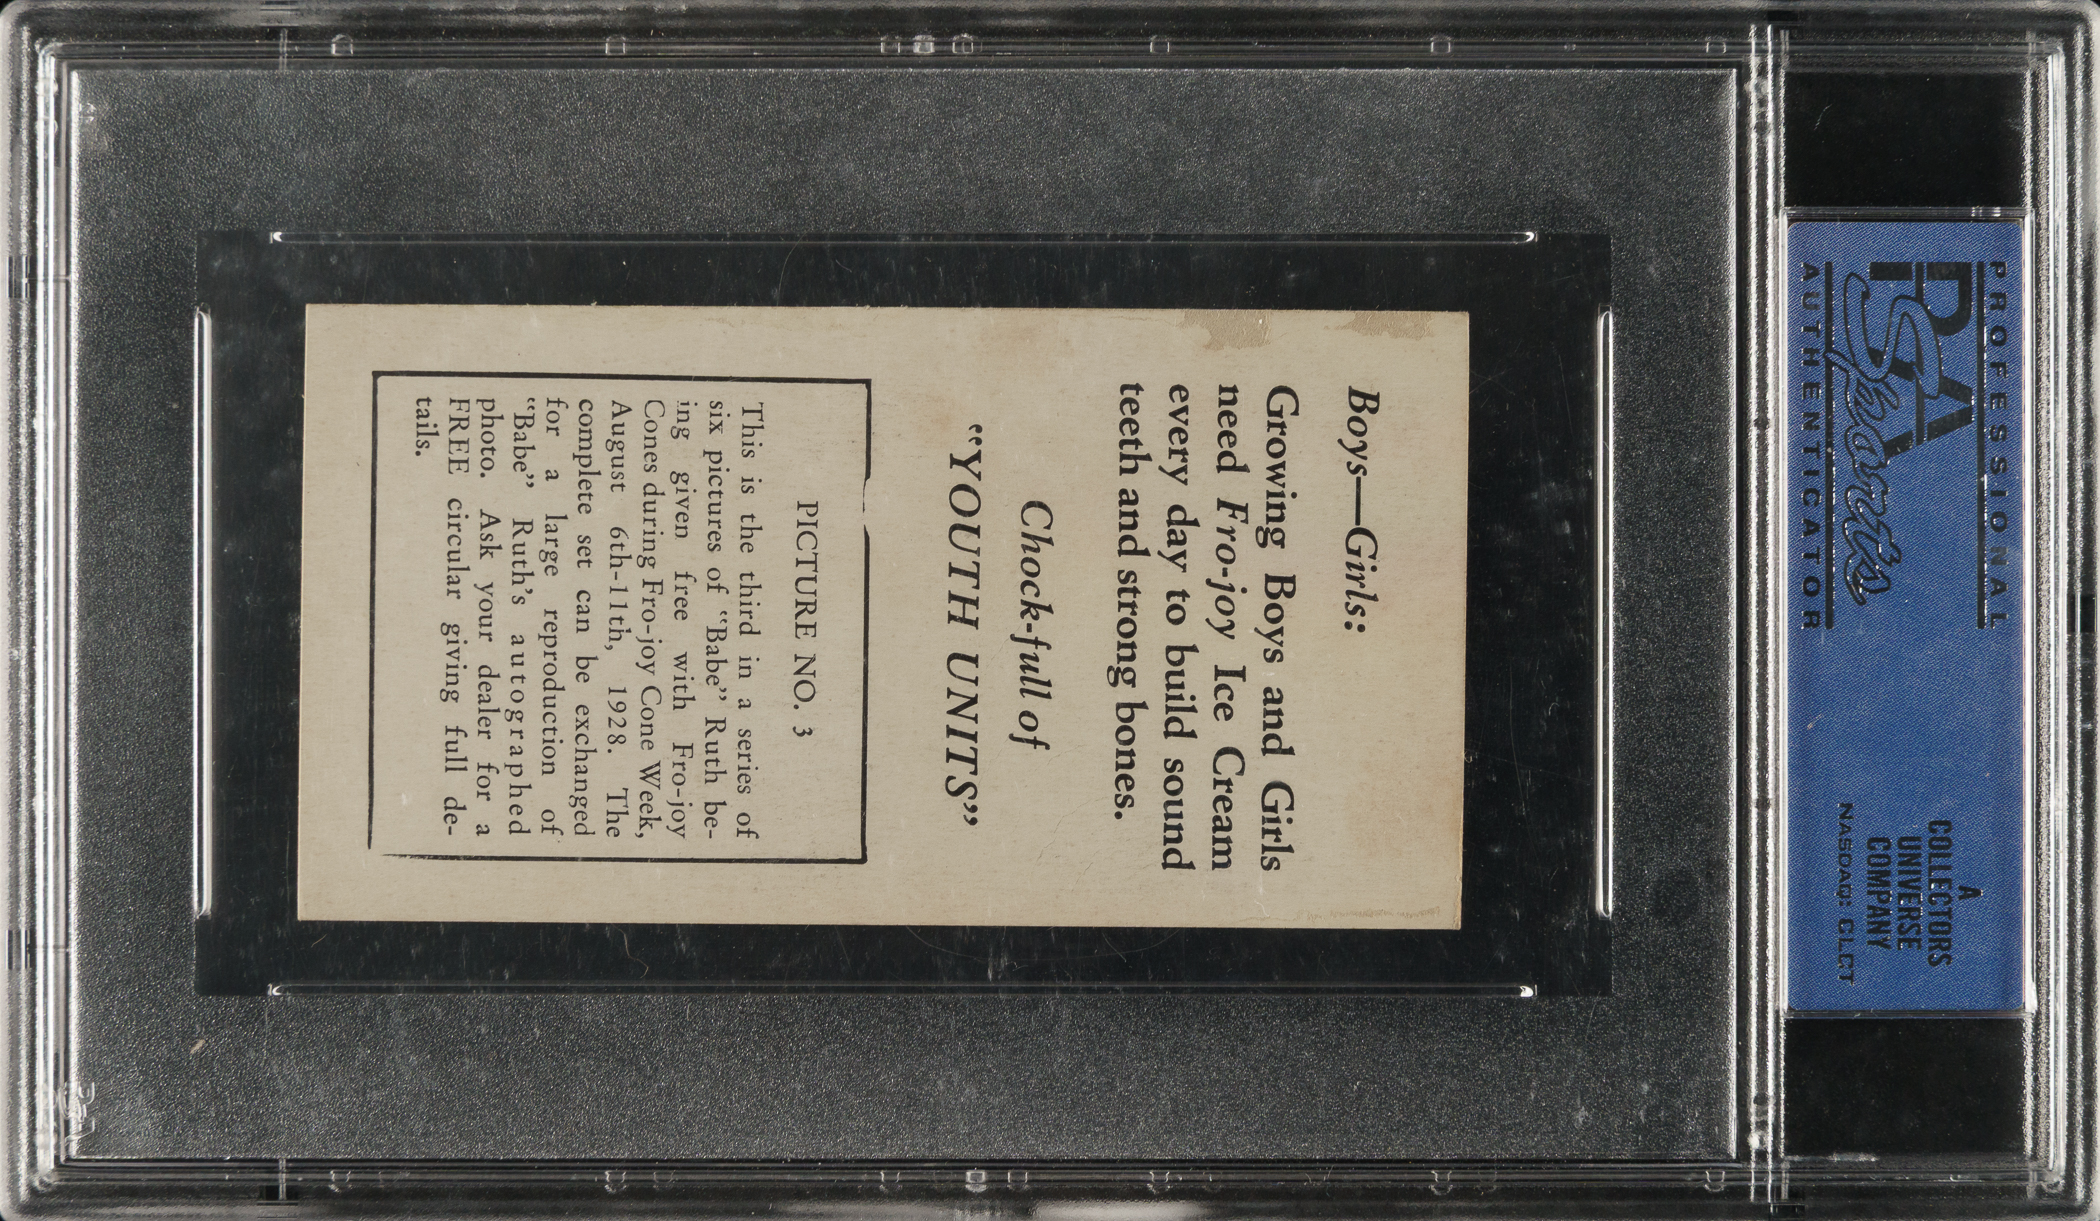 PROFESSIONAL
PSA
Sports
AUTHENTICATOR
A
COLLECTORS
UNIVERSE
COMPANY
NASDAQ: CLCT
Boys—Girls:
Growing Boys and Girls
need Fro-joy Ice Cream
every day to build sound
teeth and strong bones.
Chock-full of
"YOUTH UNITS"
PICTURE NO. 3
This is the third in a series of
six pictures of "Babe" Ruth be-
ing given free with Fro-joy
Cones during Fro-joy Cone Week,
August 6th-11th, 1928. The
complete set can be exchanged
for a large reproduction of
"Babe" Ruth's autographed
photo. Ask your dealer for a
FREE circular giving full de-
tails.